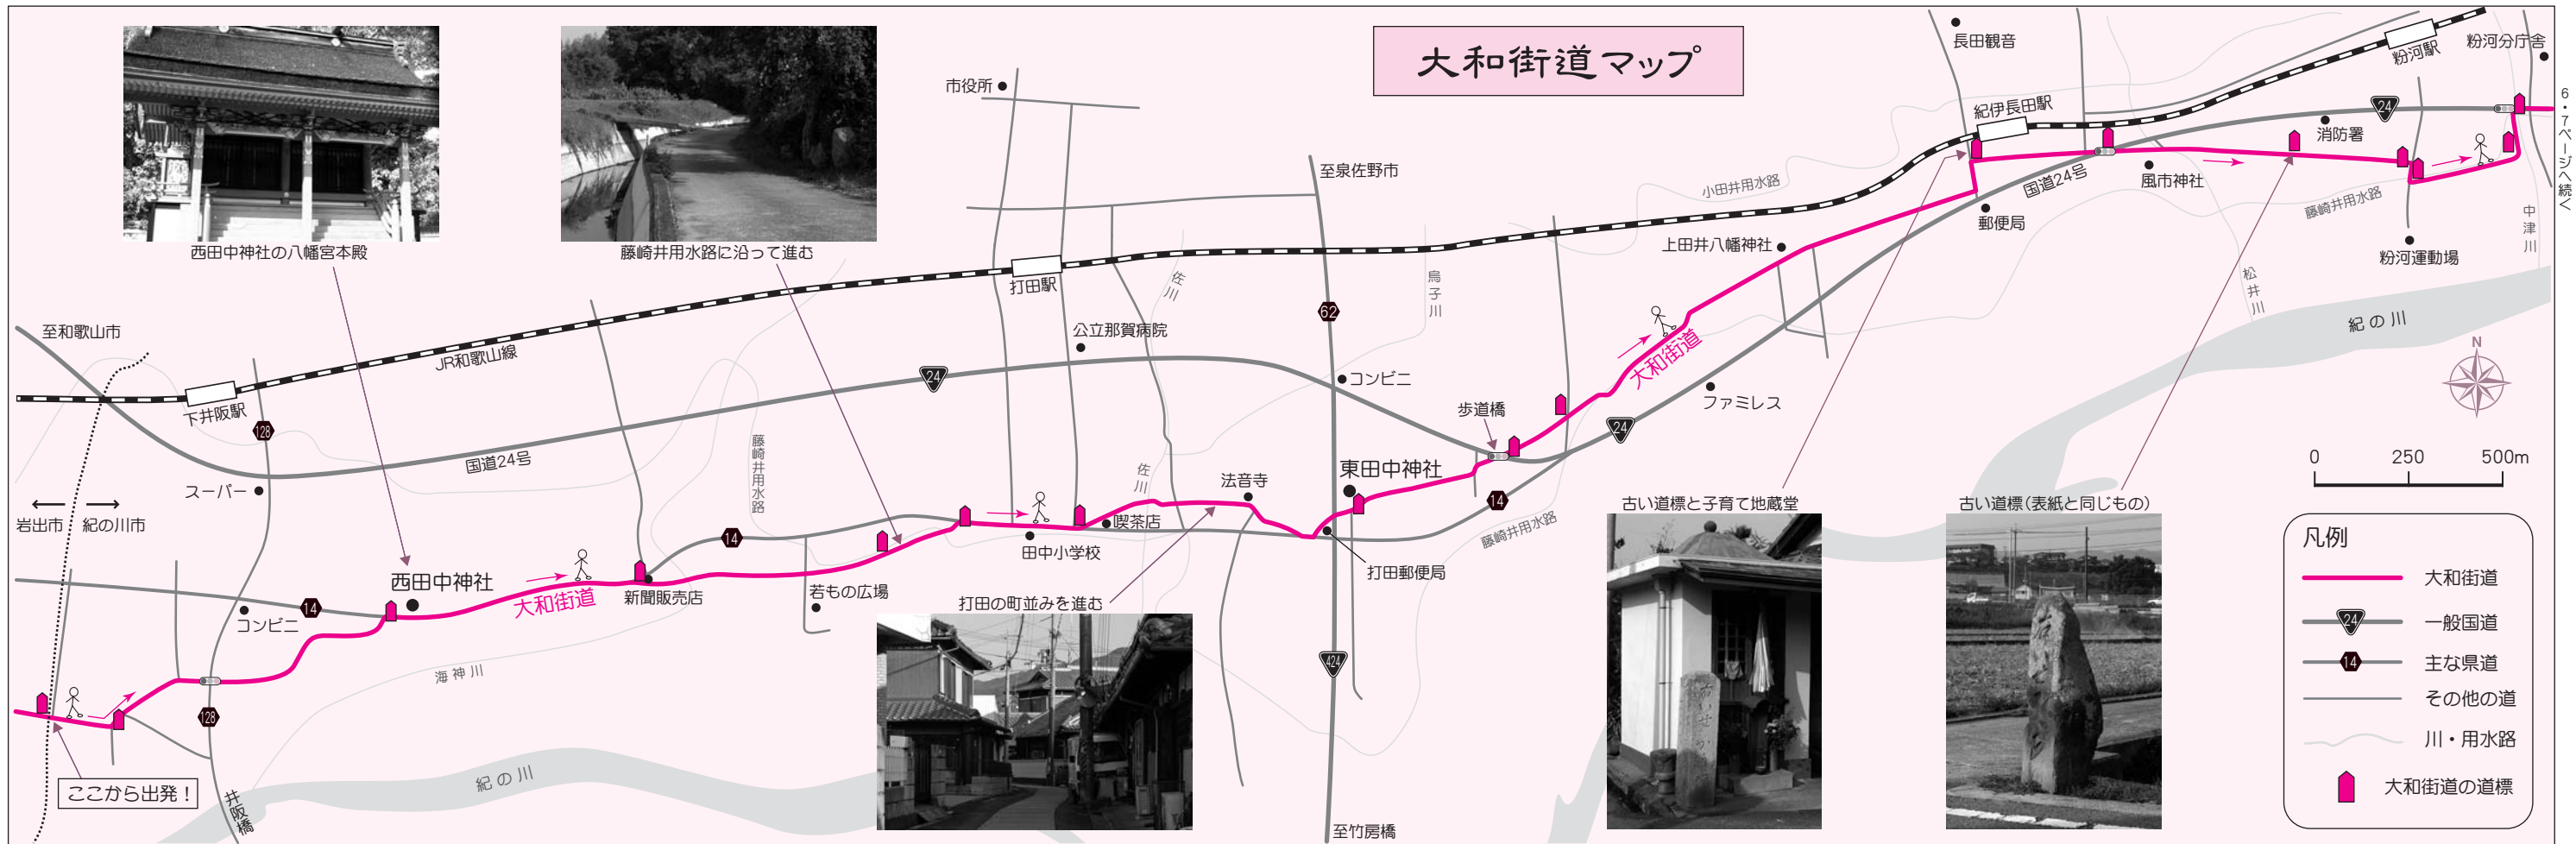 大和街道マップ
西田中神社の八幡宮本殿
藤崎井用水路に沿って進む
市役所
至泉佐野市
長田観音
紀伊長田駅
粉河駅
粉河分庁舎
6・7ページへ続く
24
消防署
小田井用水路
国道24号
風市神社
藤崎井用水路
郵便局
中津川
上田井八幡神社
粉河運動場
松井川
紀の川
烏子川
佐川
打田駅
62
至和歌山市
JR和歌山線
公立那賀病院
大和街道
N
下井阪駅
24
コンビニ
ファミレス
歩道橋
24
128
国道24号
藤崎井用水路
0 250 500m
スーパー
佐川
法音寺
東田中神社
14
岩出市 紀の川市
喫茶店
田中小学校
藤崎井用水路
古い道標と子育て地蔵堂
古い道標(表紙と同じもの)
14
打田郵便局
西田中神社
大和街道
新聞販売店
若もの広場
打田の町並みを進む
14
コンビニ
海神川
128
424
ここから出発!
紀の川
井阪橋
至竹房橋
凡例
大和街道
24
一般国道
14
主な県道
その他の道
川・用水路
大和街道の道標